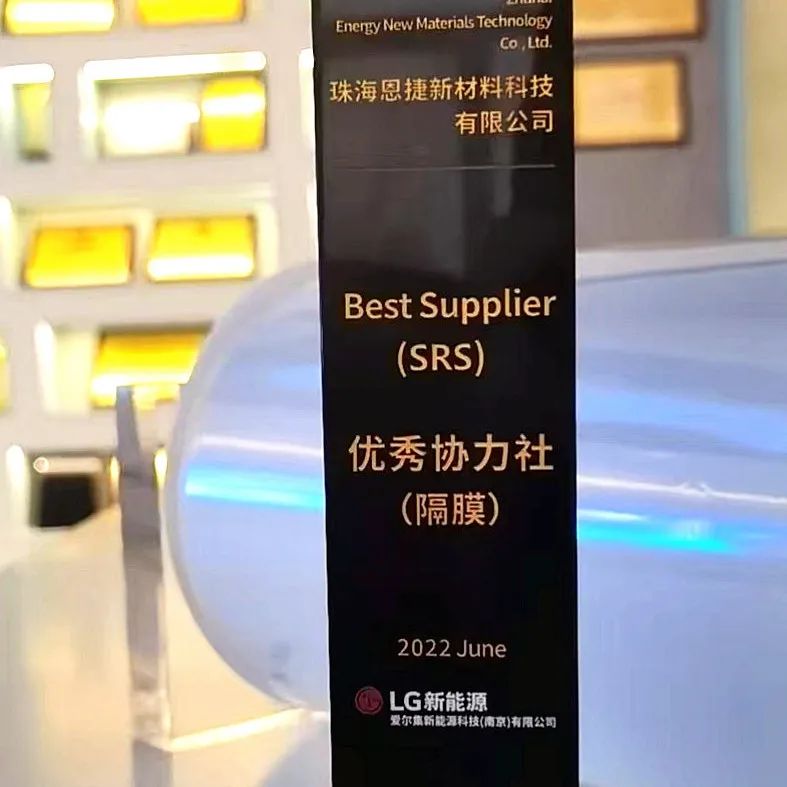 Zhuhai
Energy New Materials Technology
Co., Ltd.
珠海恩捷新材料科技
有限公司
Best Supplier
(SRS)
优秀协力社
（隔膜）
2022 June
LG新能源
爱尔集新能源科技(南京)有限公司